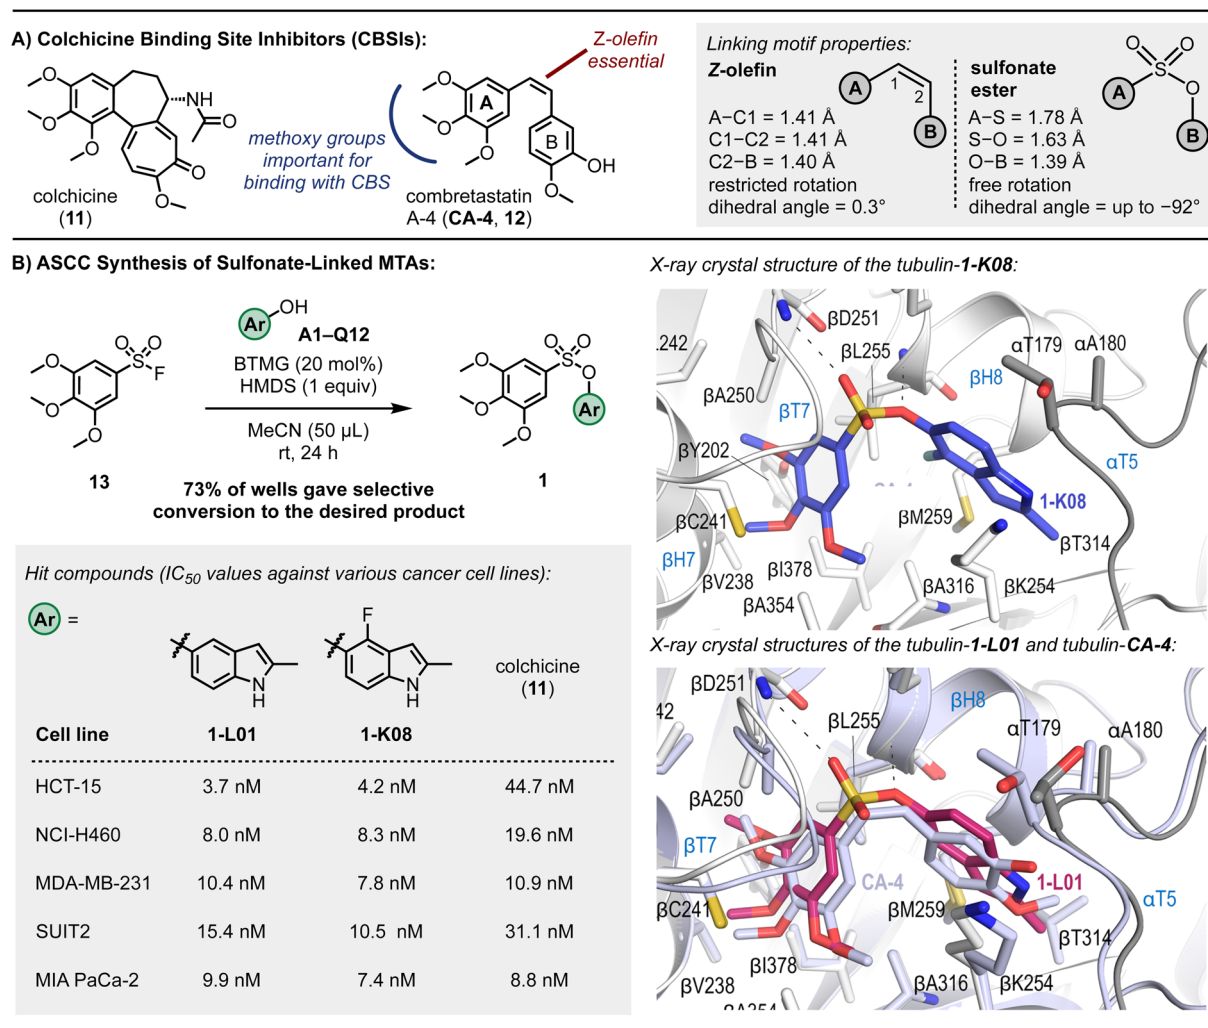 A) Colchicine Binding Site Inhibitors (CBSIs):
O
O
O
NH
O
O
O
colchicine
(11)
methoxy groups
important for
binding with CBS
O
O
O
A
B
OH
O
combretastatin
A-4 (CA-4, 12)
Z-olefin
essential
Linking motif properties:
Z-olefin
A
1
2
B
A−C1 = 1.41 Å
C1−C2 = 1.41 Å
C2−B = 1.40 Å
restricted rotation
dihedral angle = 0.3°
sulfonate
ester
O
O
S
A
O
B
A−S = 1.78 Å
S−O = 1.63 Å
O−B = 1.39 Å
free rotation
dihedral angle = up to −92°
B) ASCC Synthesis of Sulfonate-Linked MTAs:
O
O
S
F
O
O
O
13
Ar
OH
A1–Q12
BTMG (20 mol%)
HMDS (1 equiv)
MeCN (50 µL)
rt, 24 h
O
O
S
O
Ar
O
O
O
1
73% of wells gave selective
conversion to the desired product
Hit compounds (IC50 values against various cancer cell lines):
Ar =
N
H
F
N
H
colchicine
(11)
Cell line 1-L01 1-K08
HCT-15 3.7 nM 4.2 nM 44.7 nM
NCI-H460 8.0 nM 8.3 nM 19.6 nM
MDA-MB-231 10.4 nM 7.8 nM 10.9 nM
SUIT2 15.4 nM 10.5 nM 31.1 nM
MIA PaCa-2 9.9 nM 7.4 nM 8.8 nM
X-ray crystal structure of the tubulin-1-K08:
βD251
L242
βL255
αT179
αA180
βH8
βA250
βT7
βY202
αT5
CA-4
1-K08
βC241
βM259
βT314
βH7
βV238
βI378
βA316
βK254
βA354
X-ray crystal structures of the tubulin-1-L01 and tubulin-CA-4:
βD251
βH8
42
βL255
αT179
αA180
βA250
βT7
CA-4
1-L01
αT5
βC241
βM259
βT314
βI378
βV238
βA316
βK254
βA354